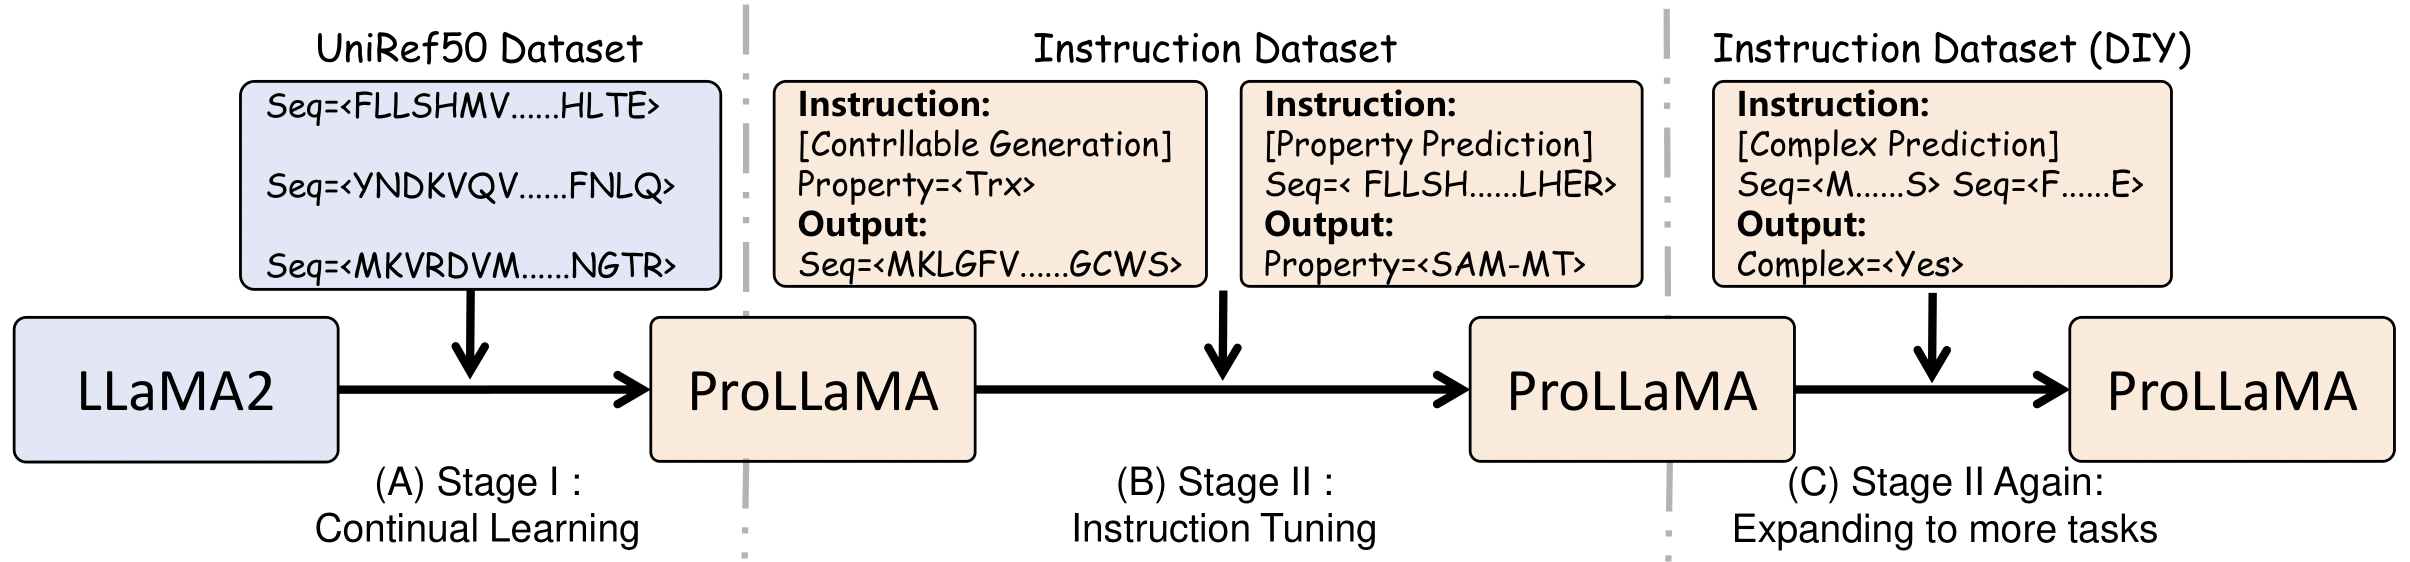 UniRef50 Dataset
Seq=<FLLSHMV......HLTE>
Seq=<YNDKVQV......FNLQ>
Seq=<MKVRDVM......NGTR>
Instruction Dataset
Instruction:
[Contrllable Generation]
Property=<Trx>
Output:
Seq=<MKLGFV......GCWS>
Instruction:
[Property Prediction]
Seq=< FLLSH......LHER>
Output:
Property=<SAM-MT>
Instruction Dataset (DIY)
Instruction:
[Complex Prediction]
Seq=<M......S> Seq=<F......E>
Output:
Complex=<Yes>
LLaMA2
ProLLaMA
ProLLaMA
ProLLaMA
(A) Stage I :
Continual Learning
(B) Stage II :
Instruction Tuning
(C) Stage II Again:
Expanding to more tasks